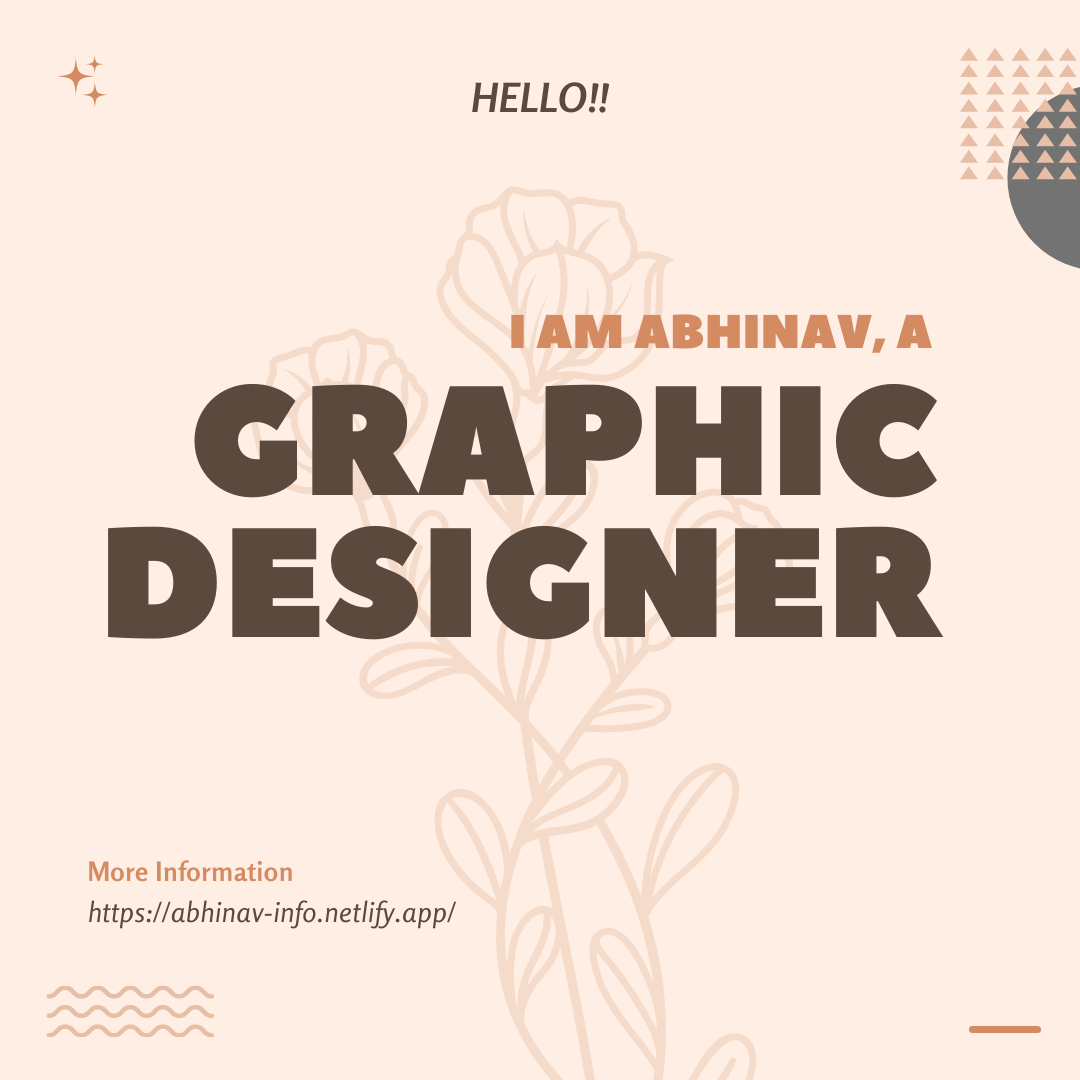 HELLO!!
I AM ABHINAV, A
GRAPHIC
DESIGNER
More Information
https://abhinav-info.netlify.app/